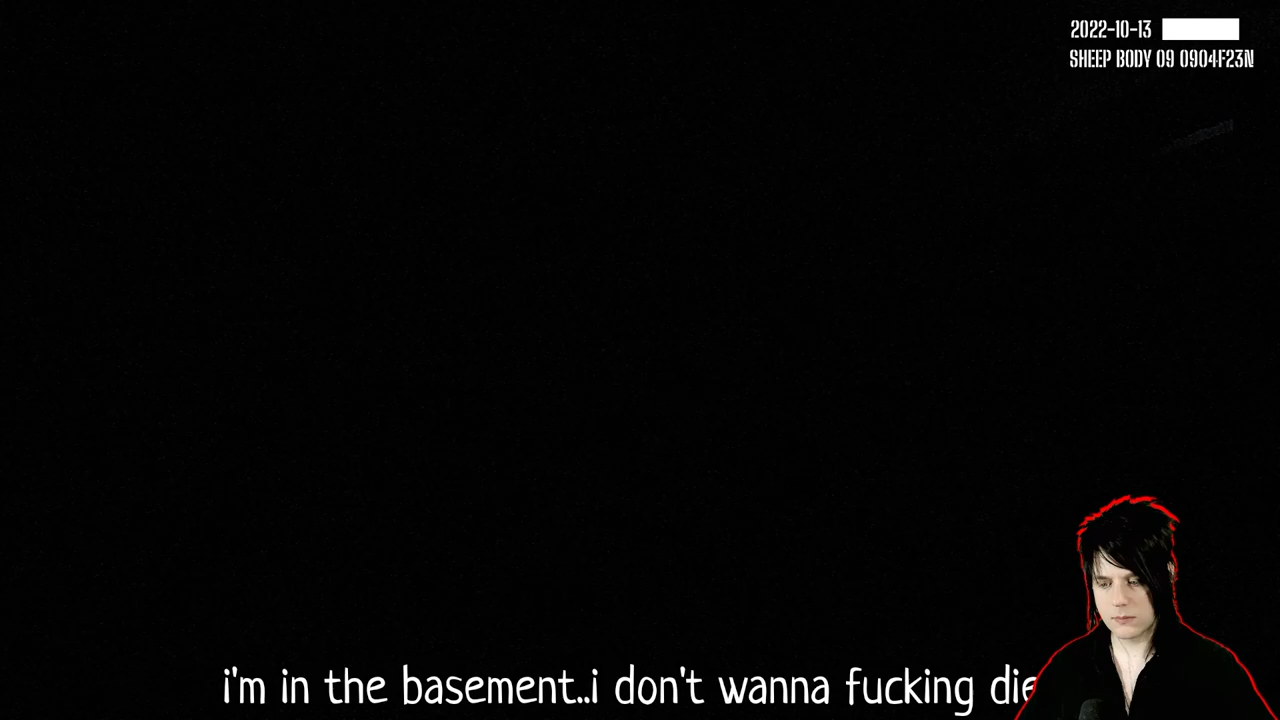 2022-10-13
SHEEP BODY 09 0904F23N
i'm in the basement..i don't wanna fucking die